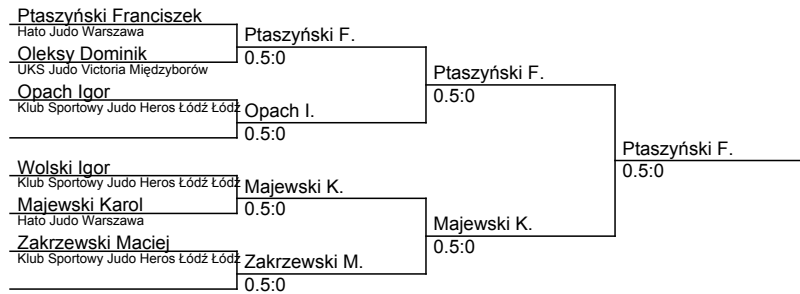 Ptaszyński Franciszek
Hato Judo Warszawa
Ptaszyński F.
0.5:0
Oleksy Dominik
UKS Judo Victoria Międzyborów
Ptaszyński F.
0.5:0
Opach Igor
Klub Sportowy Judo Heros Łódź Łódź
Opach I.
0.5:0
Ptaszyński F.
0.5:0
Wolski Igor
Klub Sportowy Judo Heros Łódź Łódź
Majewski K.
0.5:0
Majewski Karol
Hato Judo Warszawa
Majewski K.
0.5:0
Zakrzewski Maciej
Klub Sportowy Judo Heros Łódź Łódź
Zakrzewski M.
0.5:0